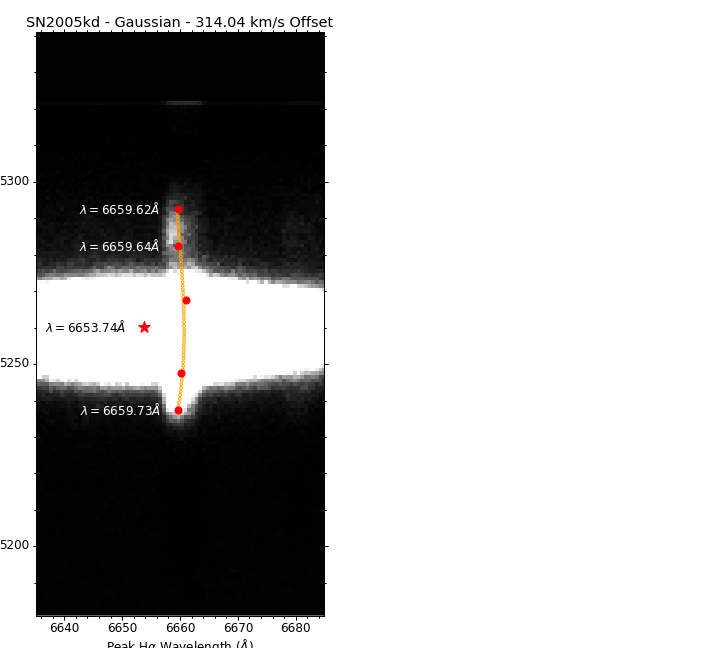 SN2005kd - Gaussian - 314.04 km/s Offset
5300
λ = 6659.62Å
λ = 6659.64Å
λ = 6653.74Å
5250
λ = 6659.73Å
5200
6640 6650 6660 6670 6680
Peak Hα Wavelength (Å)